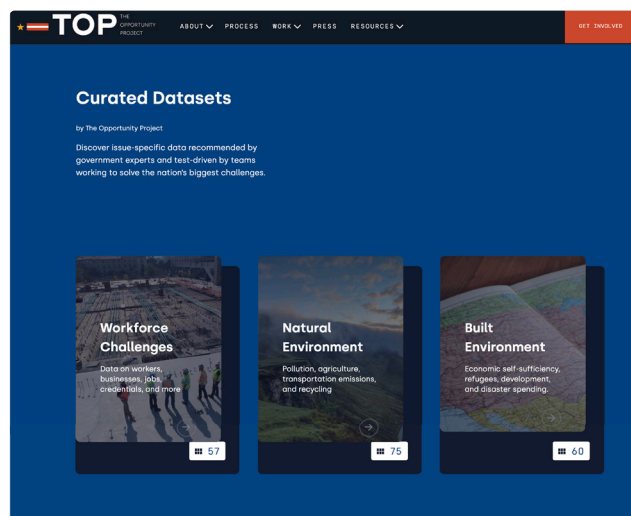 TOP
THE
OPPORTUNITY
PROJECT
ABOUT
PROCESS
WORK
PRESS
RESOURCES
GET INVOLVED
Curated Datasets
by The Opportunity Project
Discover issue-specific data recommended by
government experts and test-driven by teams
working to solve the nation's biggest challenges.
Workforce
Challenges
Data on workers,
businesses, jobs,
credentials, and more
57
Natural
Environment
Pollution, agriculture,
transportation emissions,
and recycling
75
Built
Environment
Economic self-sufficiency,
refugees, development,
and disaster spending.
60